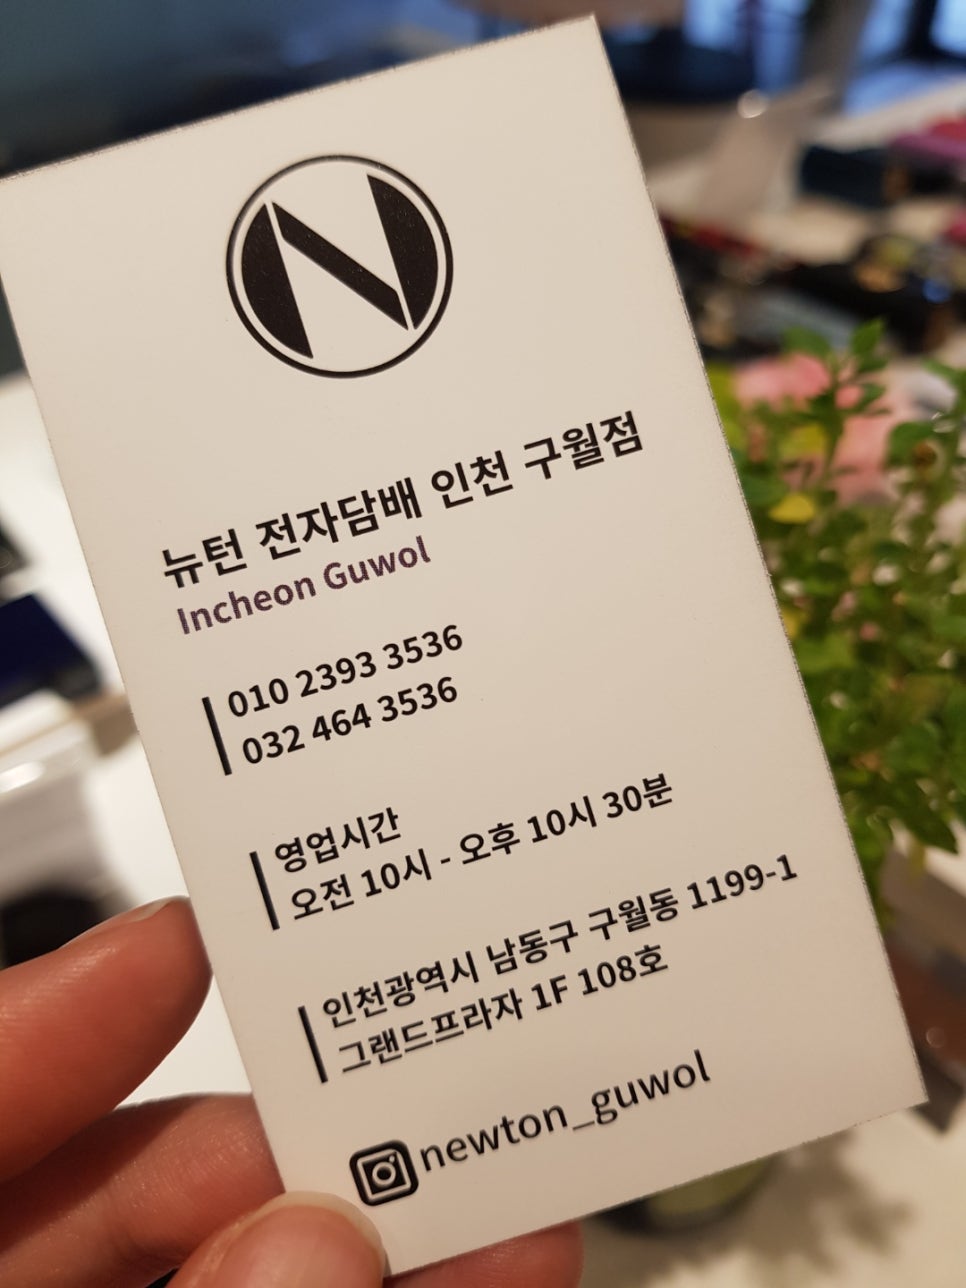 N
뉴턴 전자담배 인천 구월점
Incheon Guwol
010 2393 3536
032 464 3536
영업시간
오전 10시 - 오후 10시 30분
인천광역시 남동구 구월동 1199-1
그랜드프라자 1F 108호
newton_guwol